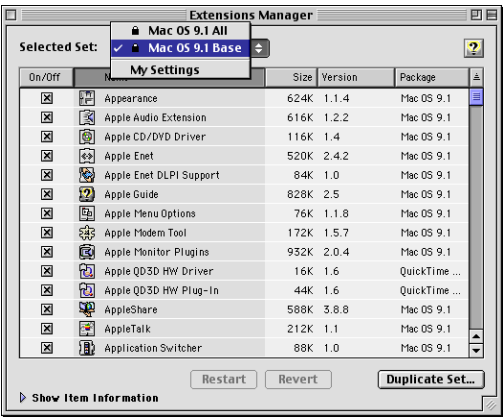 Extensions Manager
Mac OS 9.1 All
Selected Set: ✓ Mac OS 9.1 Base
My Settings
On/Off Size Version Package
Appearance 624K 1.1.4 Mac OS 9.1
Apple Audio Extension 616K 1.2.2 Mac OS 9.1
Apple CD/DVD Driver 116K 1.4 Mac OS 9.1
Apple Enet 520K 2.4.2 Mac OS 9.1
Apple Enet DLPI Support 84K 1.0 Mac OS 9.1
Apple Guide 828K 2.5 Mac OS 9.1
Apple Menu Options 76K 1.1.8 Mac OS 9.1
Apple Modem Tool 172K 1.5.7 Mac OS 9.1
Apple Monitor Plugins 932K 2.0.4 Mac OS 9.1
Apple QD3D HW Driver 16K 1.6 QuickTime ...
Apple QD3D HW Plug-In 44K 1.6 QuickTime ...
AppleShare 588K 3.8.8 Mac OS 9.1
AppleTalk 212K 1.1 Mac OS 9.1
Application Switcher 88K 1.0 Mac OS 9.1
Restart Revert Duplicate Set...
Show Item Information